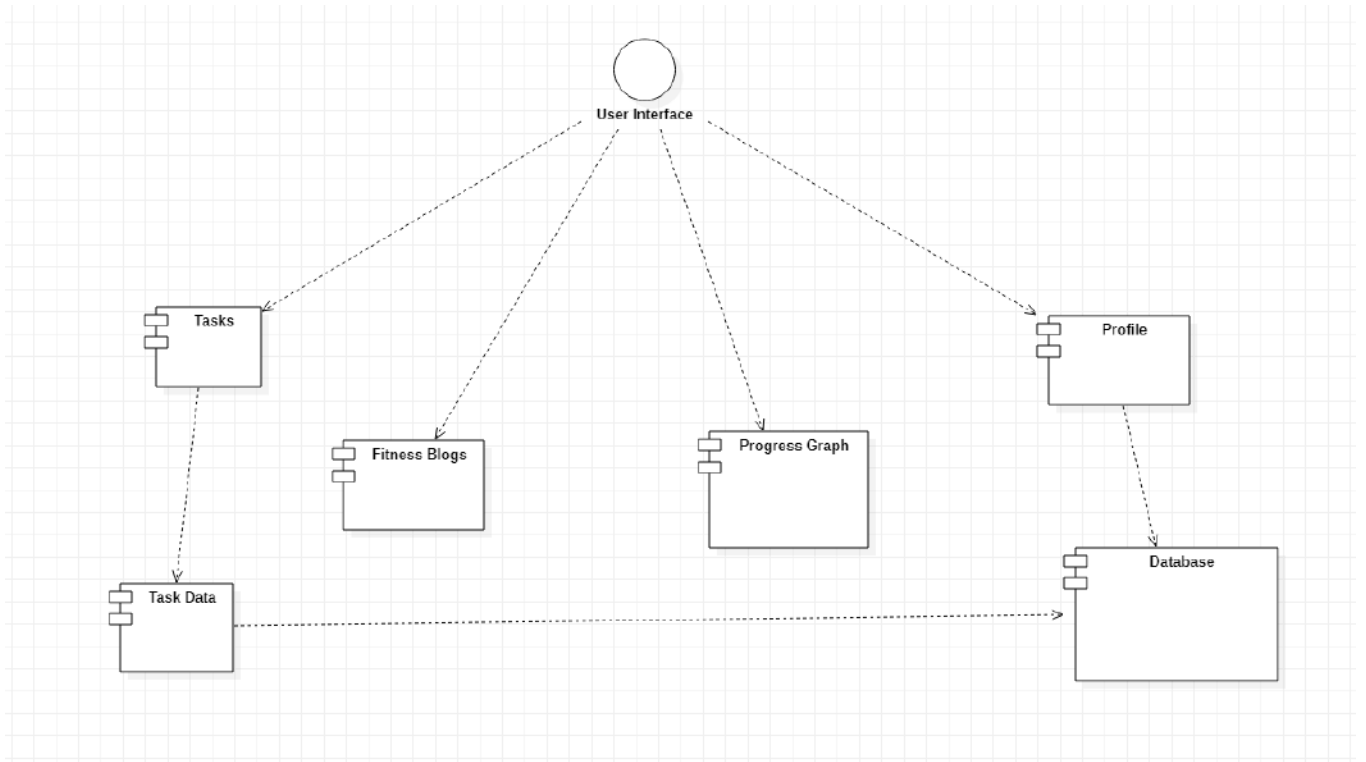 User Interface
Tasks
Profile
Fitness Blogs
Progress Graph
Task Data
Database